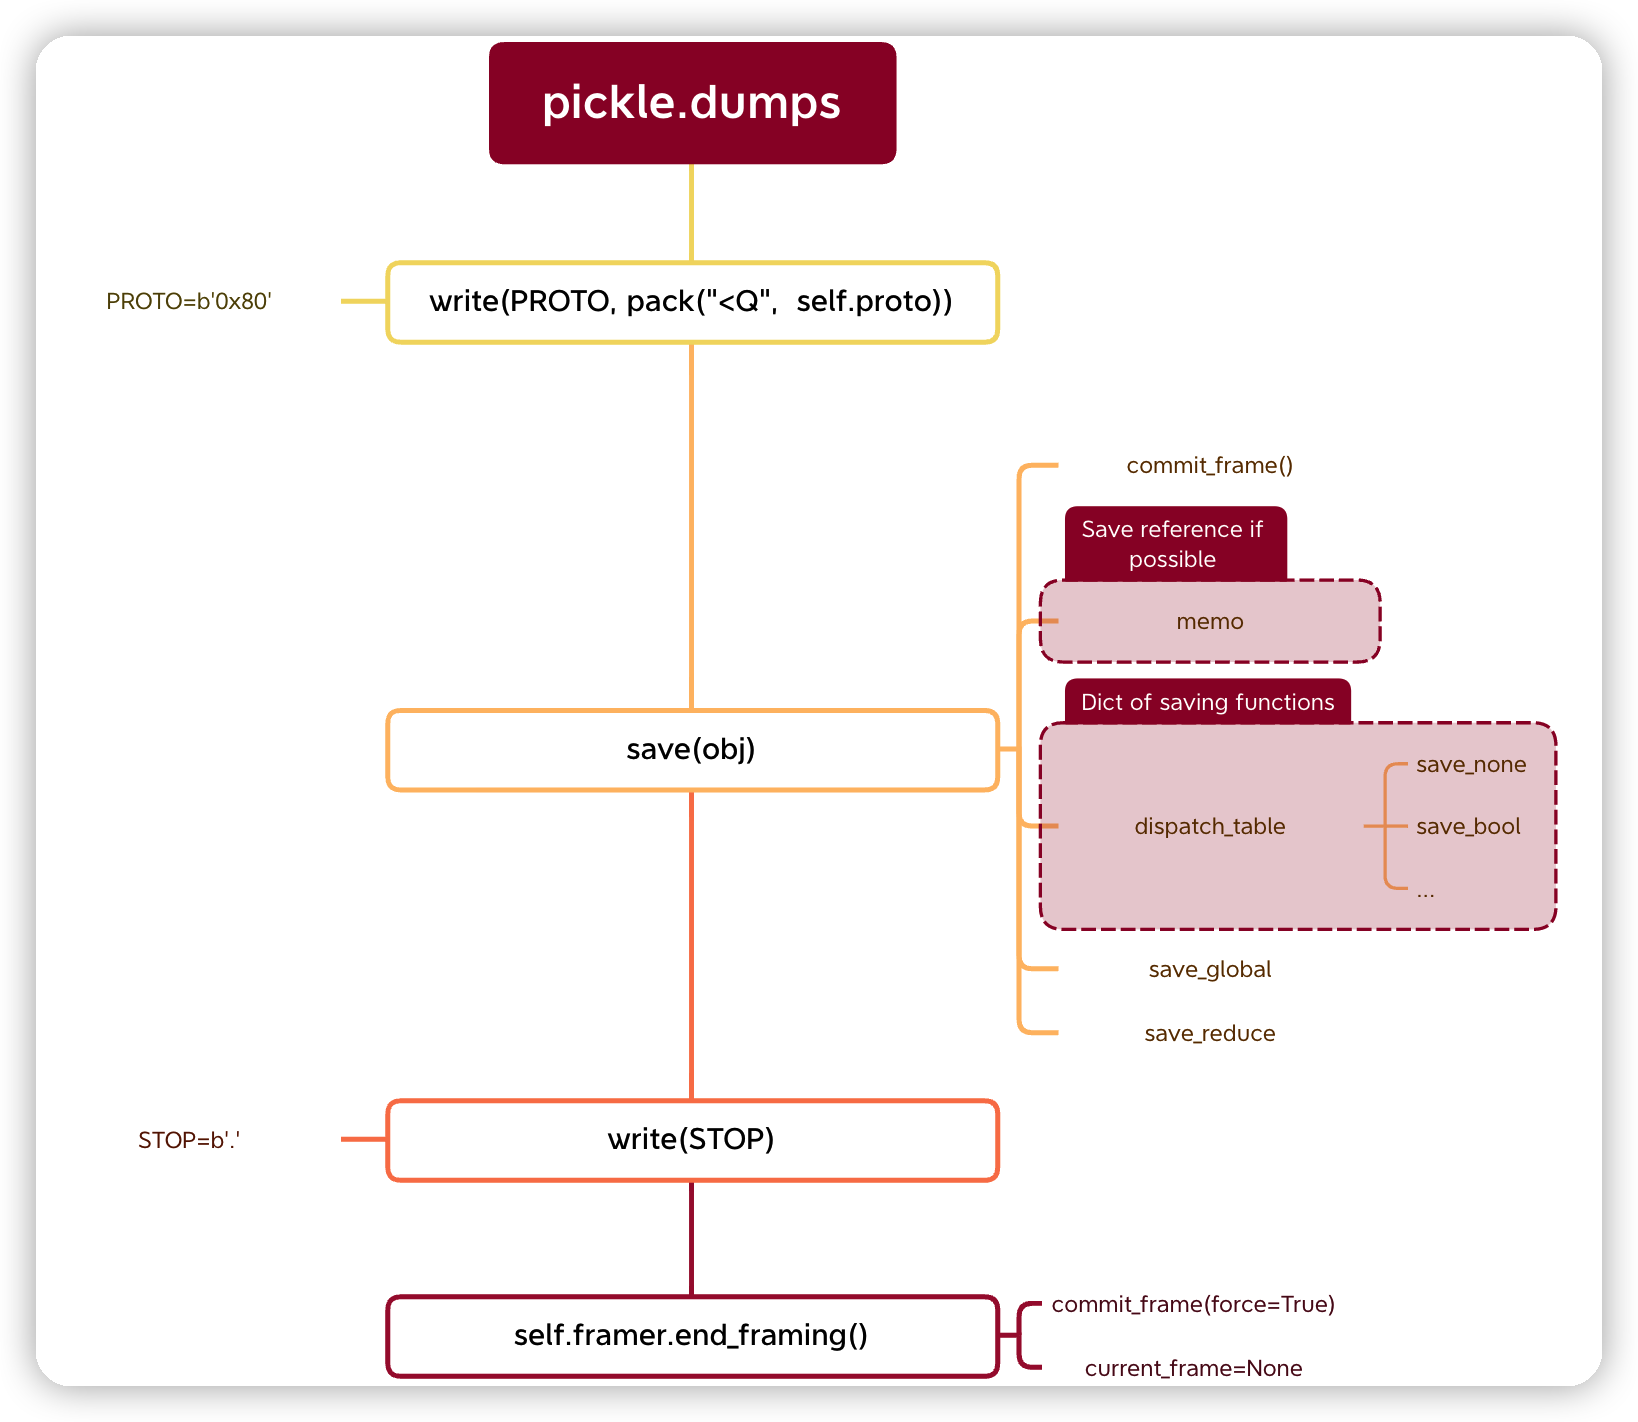 pickle.dumps
PROTO=b'0x80'
write(PROTO, pack("<Q",  self.proto))
commit_frame()
Save reference if
possible
memo
Dict of saving functions
save(obj)
save_none
dispatch_table
save_bool
...
save_global
save_reduce
STOP=b'.'
write(STOP)
self.framer.end_framing()
commit_frame(force=True)
current_frame=None